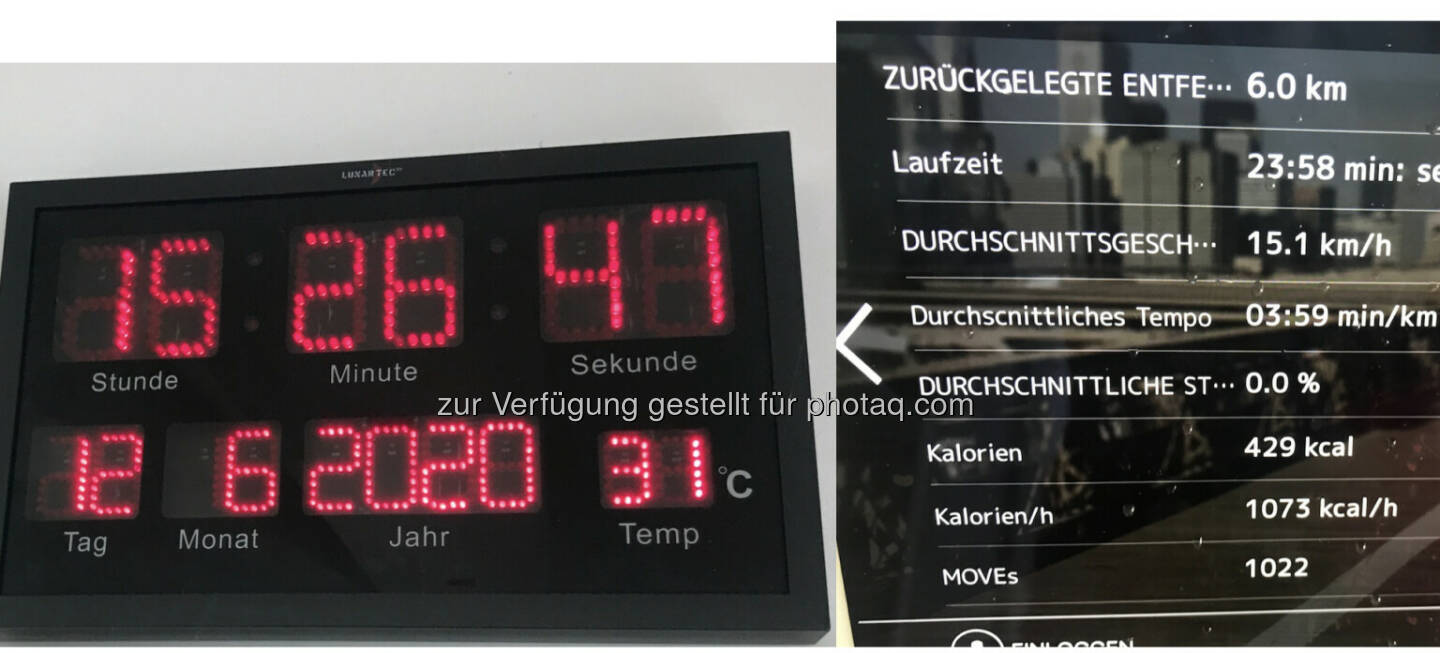 LUXARTEC
15:26:47
Stunde Minute Sekunde
12 6 2020 31 °C
Tag Monat Jahr Temp
zur Verfügung gestellt für photaq.com
ZURÜCKGELEGTE ENTFE··· 6.0 km
Laufzeit 23:58 min: se
DURCHSCHNITTSGESCH··· 15.1 km/h
Durchscnittliches Tempo 03:59 min/km
DURCHSCHNITTLICHE ST··· 0.0 %
Kalorien 429 kcal
Kalorien/h 1073 kcal/h
MOVEs 1022
EINLOGGEN